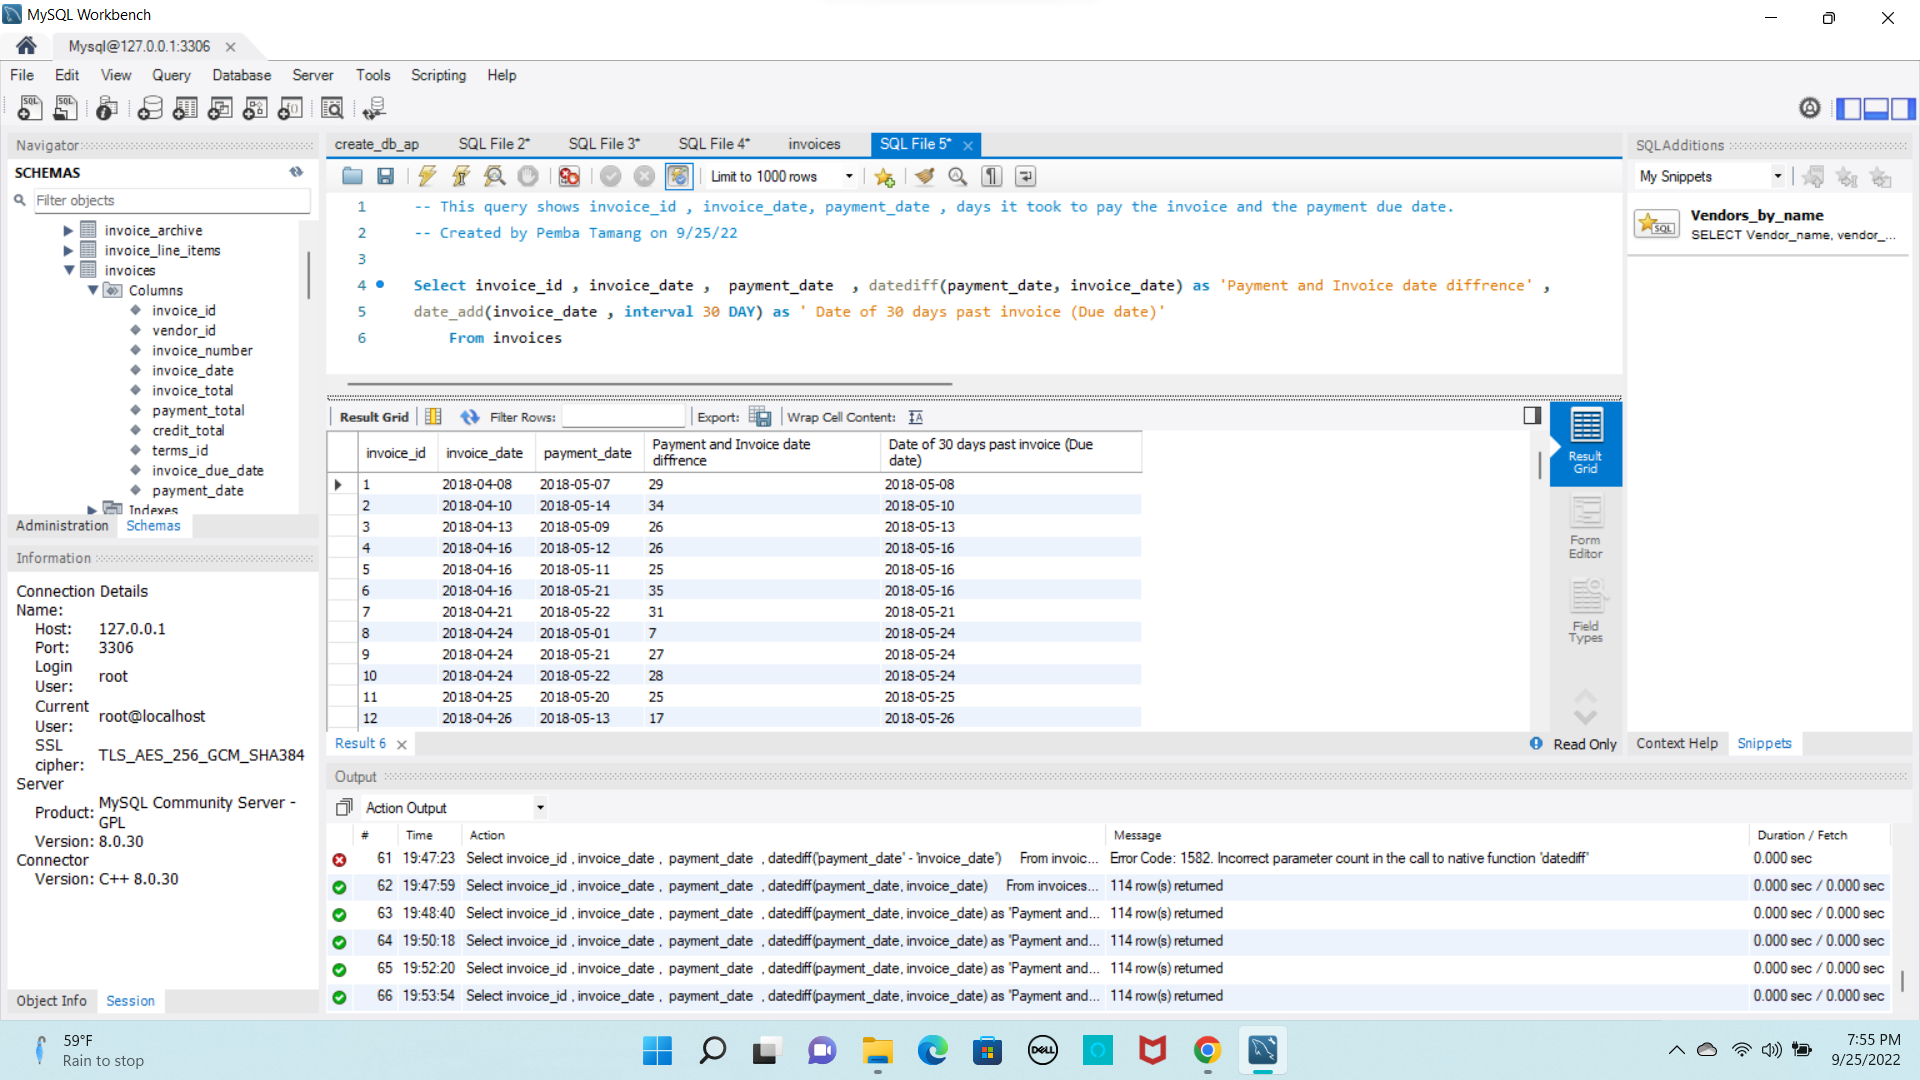 MySQL Workbench
Mysql@127.0.0.1:3306
File Edit View Query Database Server Tools Scripting Help
Navigator
SCHEMAS
Filter objects
invoice_archive
invoice_line_items
invoices
Columns
invoice_id
vendor_id
invoice_number
invoice_date
invoice_total
payment_total
credit_total
terms_id
invoice_due_date
payment_date
Indexes
Administration Schemas
Information
Connection Details
Name:
Host: 127.0.0.1
Port: 3306
Login User: root
Current User: root@localhost
SSL cipher: TLS_AES_256_GCM_SHA384
Server
Product: MySQL Community Server - GPL
Version: 8.0.30
Connector
Version: C++ 8.0.30
Object Info Session
create_db_ap SQL File 2* SQL File 3* SQL File 4* invoices SQL File 5*
Limit to 1000 rows
1 -- This query shows invoice_id , invoice_date, payment_date , days it took to pay the invoice and the payment due date.
2 -- Created by Pemba Tamang on 9/25/22
3
4 Select invoice_id , invoice_date , payment_date , datediff(payment_date, invoice_date) as 'Payment and Invoice date diffrence' ,
5 date_add(invoice_date , interval 30 DAY) as ' Date of 30 days past invoice (Due date)'
6 From invoices
Result Grid Filter Rows: Export: Wrap Cell Content:
invoice_id invoice_date payment_date Payment and Invoice date diffrence Date of 30 days past invoice (Due date)
1 2018-04-08 2018-05-07 29 2018-05-08
2 2018-04-10 2018-05-14 34 2018-05-10
3 2018-04-13 2018-05-09 26 2018-05-13
4 2018-04-16 2018-05-12 26 2018-05-16
5 2018-04-16 2018-05-11 25 2018-05-16
6 2018-04-16 2018-05-21 35 2018-05-16
7 2018-04-21 2018-05-22 31 2018-05-21
8 2018-04-24 2018-05-01 7 2018-05-24
9 2018-04-24 2018-05-21 27 2018-05-24
10 2018-04-24 2018-05-22 28 2018-05-24
11 2018-04-25 2018-05-20 25 2018-05-25
12 2018-04-26 2018-05-13 17 2018-05-26
Result Grid
Form Editor
Field Types
Result 6
Read Only
SQLAdditions
My Snippets
Vendors_by_name
SELECT Vendor_name, vendor_...
Context Help Snippets
Output
Action Output
# Time Action Message Duration / Fetch
61 19:47:23 Select invoice_id , invoice_date , payment_date , datediff('payment_date' - 'invoice_date') From invoic... Error Code: 1582. Incorrect parameter count in the call to native function 'datediff' 0.000 sec
62 19:47:59 Select invoice_id , invoice_date , payment_date , datediff(payment_date, invoice_date) From invoices... 114 row(s) returned 0.000 sec / 0.000 sec
63 19:48:40 Select invoice_id , invoice_date , payment_date , datediff(payment_date, invoice_date) as 'Payment and... 114 row(s) returned 0.000 sec / 0.000 sec
64 19:50:18 Select invoice_id , invoice_date , payment_date , datediff(payment_date, invoice_date) as 'Payment and... 114 row(s) returned 0.000 sec / 0.000 sec
65 19:52:20 Select invoice_id , invoice_date , payment_date , datediff(payment_date, invoice_date) as 'Payment and... 114 row(s) returned 0.000 sec / 0.000 sec
66 19:53:54 Select invoice_id , invoice_date , payment_date , datediff(payment_date, invoice_date) as 'Payment and... 114 row(s) returned 0.000 sec / 0.000 sec
59°F
Rain to stop
DELL
7:55 PM
9/25/2022